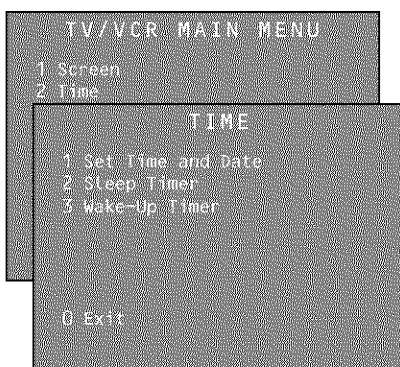 TV/VCR MAIN MENU
1 Screen
2 Time
TIME
1 Set Time and Date
2 Sleep Timer
3 Wake-Up Timer
0 Exit